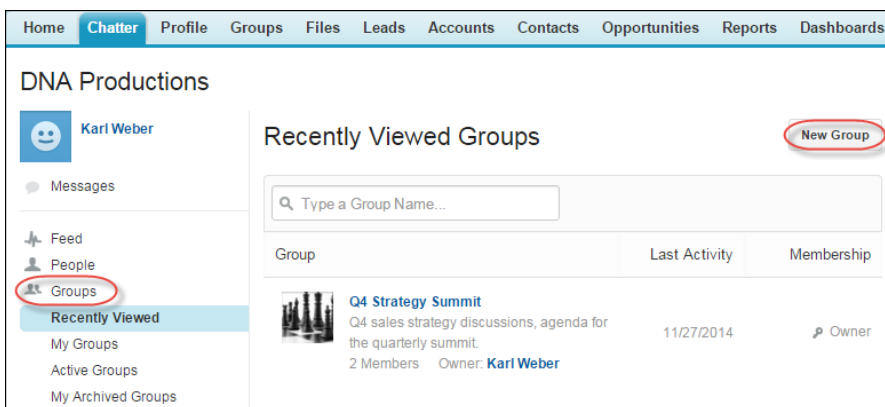 Home Chatter Profile Groups Files Leads Accounts Contacts Opportunities Reports Dashboards
DNA Productions
Karl Weber
Messages
Feed
People
Groups
Recently Viewed
My Groups
Active Groups
My Archived Groups
Recently Viewed Groups
New Group
Type a Group Name...
Group Last Activity Membership
Q4 Strategy Summit
Q4 sales strategy discussions, agenda for
the quarterly summit.
2 Members Owner: Karl Weber
11/27/2014
Owner